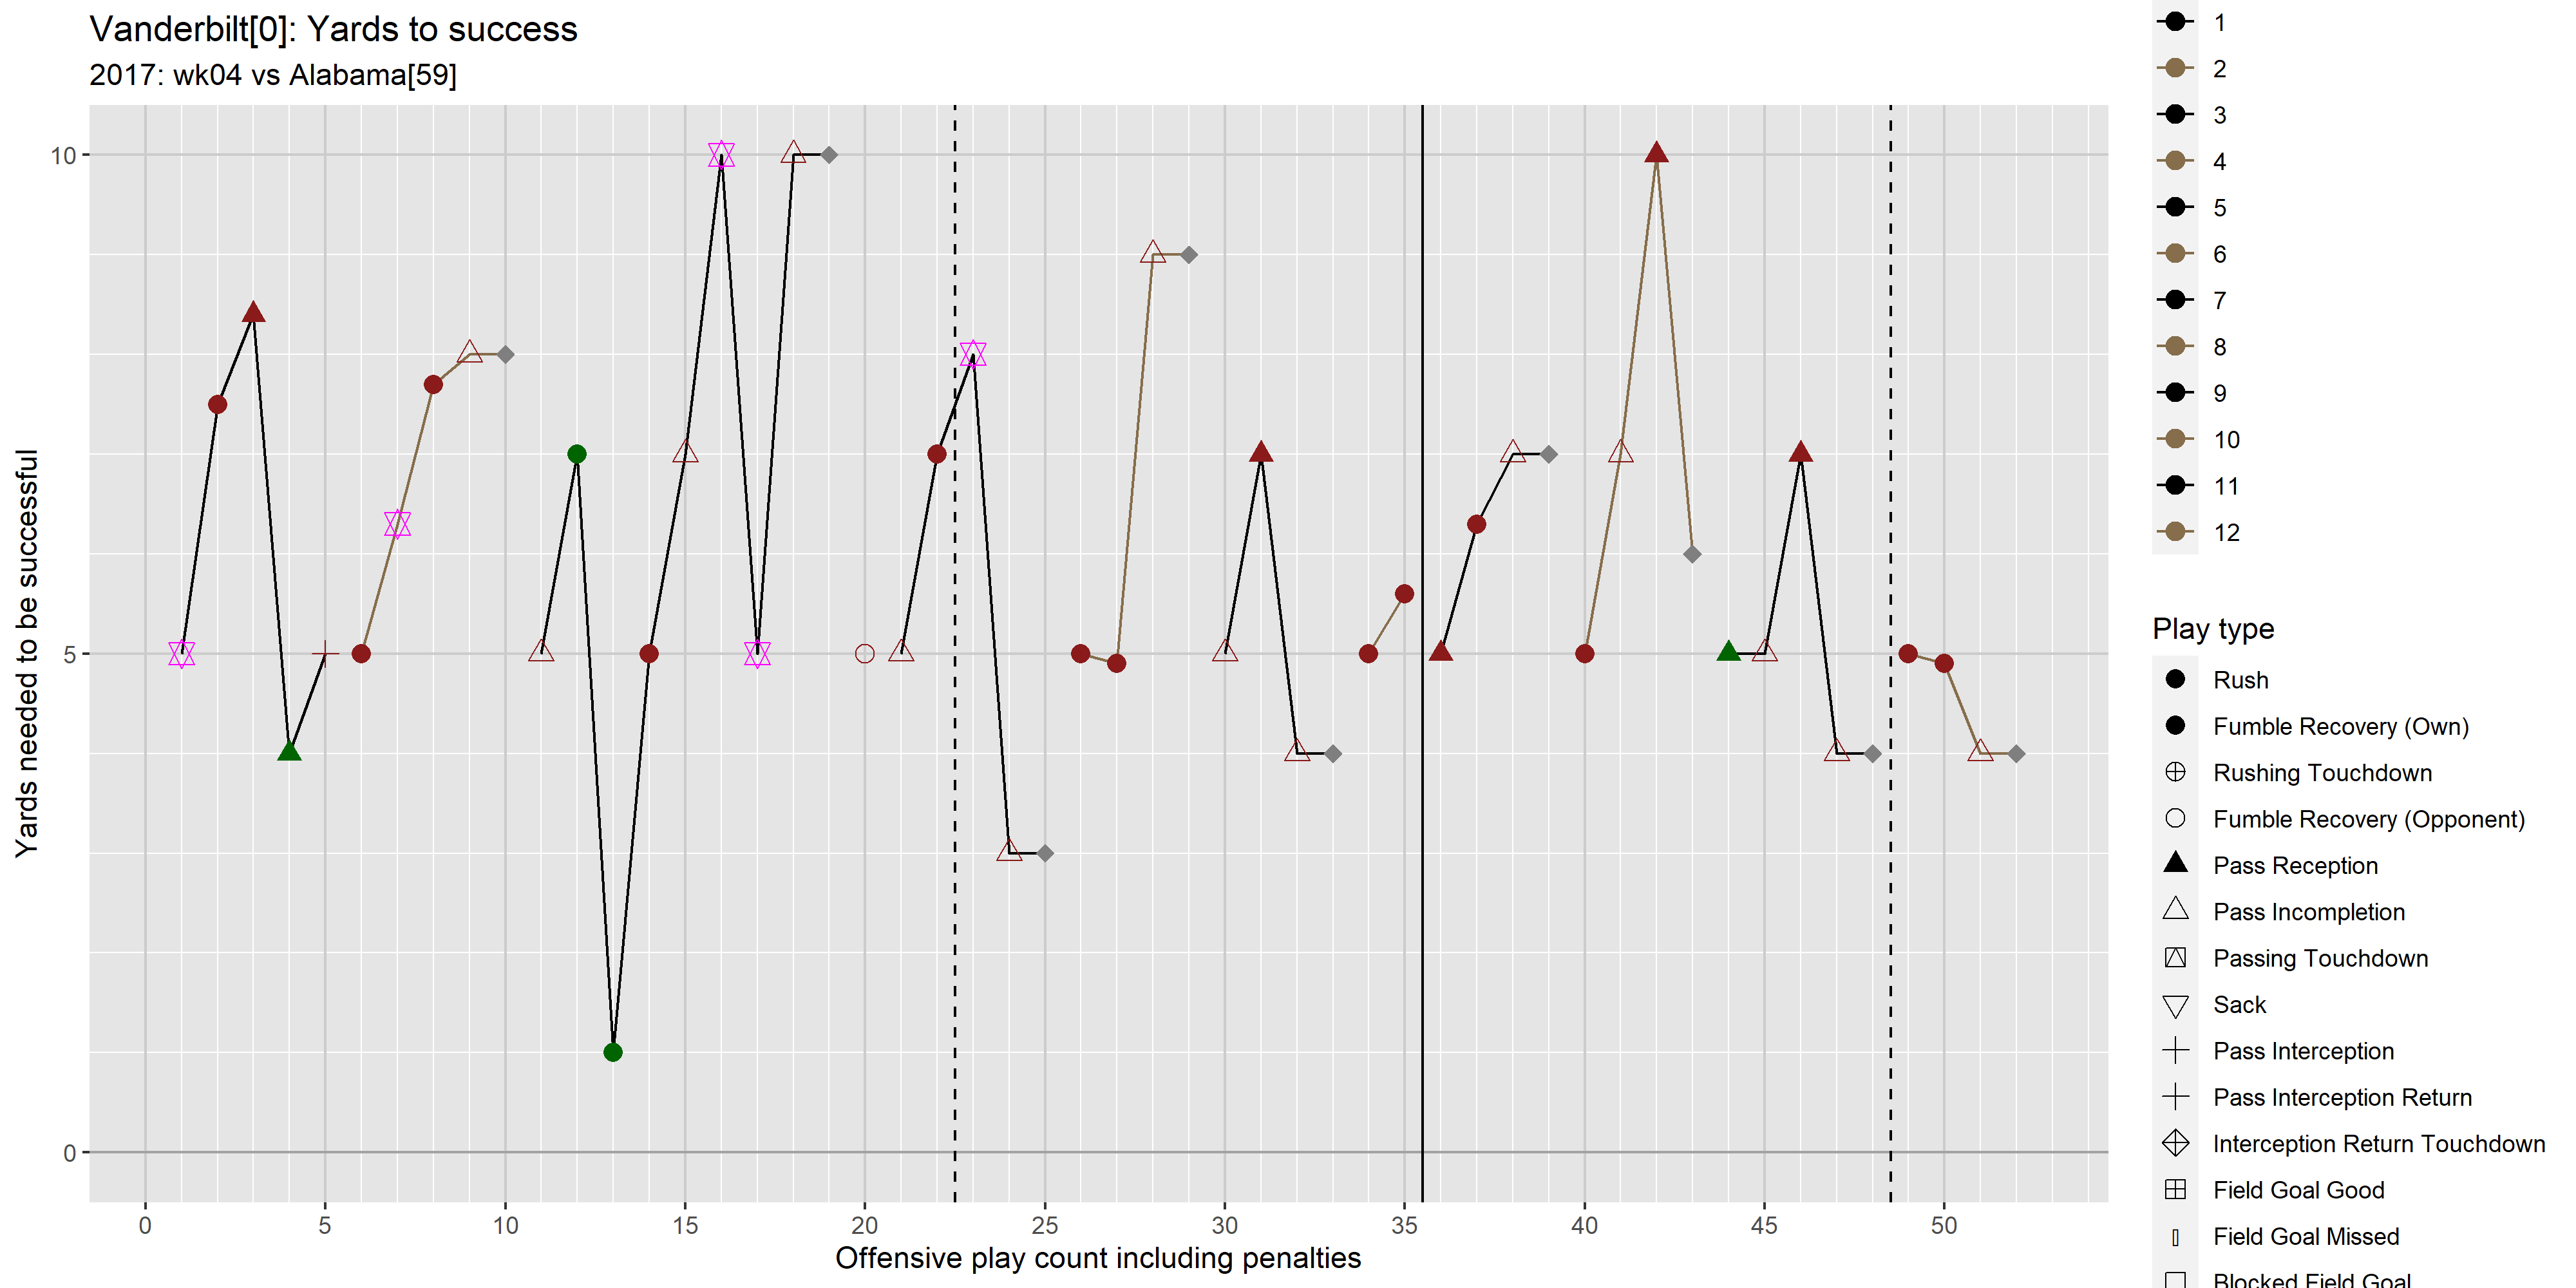 Vanderbilt[0]: Yards to success
2017: wk04 vs Alabama[59]
Yards needed to be successful
10
5
0
0 5 10 15 20 25 30 35 40 45 50
Offensive play count including penalties
1
2
3
4
5
6
7
8
9
10
11
12
Play type
Rush
Fumble Recovery (Own)
Rushing Touchdown
Fumble Recovery (Opponent)
Pass Reception
Pass Incompletion
Passing Touchdown
Sack
Pass Interception
Pass Interception Return
Interception Return Touchdown
Field Goal Good
Field Goal Missed
Blocked Field Goal